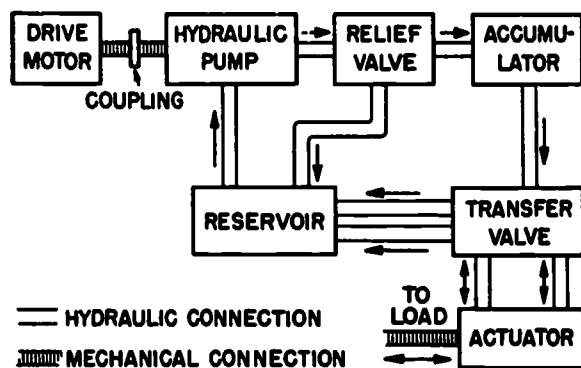 DRIVE
MOTOR
HYDRAULIC
PUMP
RELIEF
VALVE
ACCUMU-
LATOR
COUPLING
RESERVOIR
TRANSFER
VALVE
TO
LOAD
HYDRAULIC CONNECTION
MECHANICAL CONNECTION
ACTUATOR